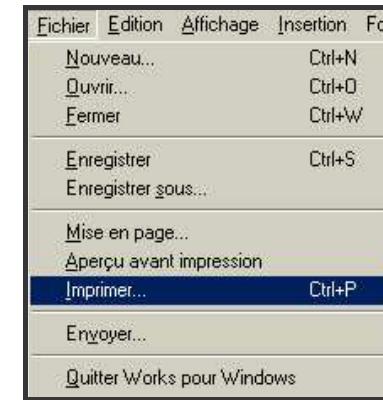 Fichier Edition Affichage Insertion Fo
Nouveau... Ctrl+N
Ouvrir... Ctrl+O
Fermer Ctrl+W
Enregistrer Ctrl+S
Enregistrer sous...
Mise en page...
Aperçu avant impression
Imprimer... Ctrl+P
Envoyer...
Quitter Works pour Windows